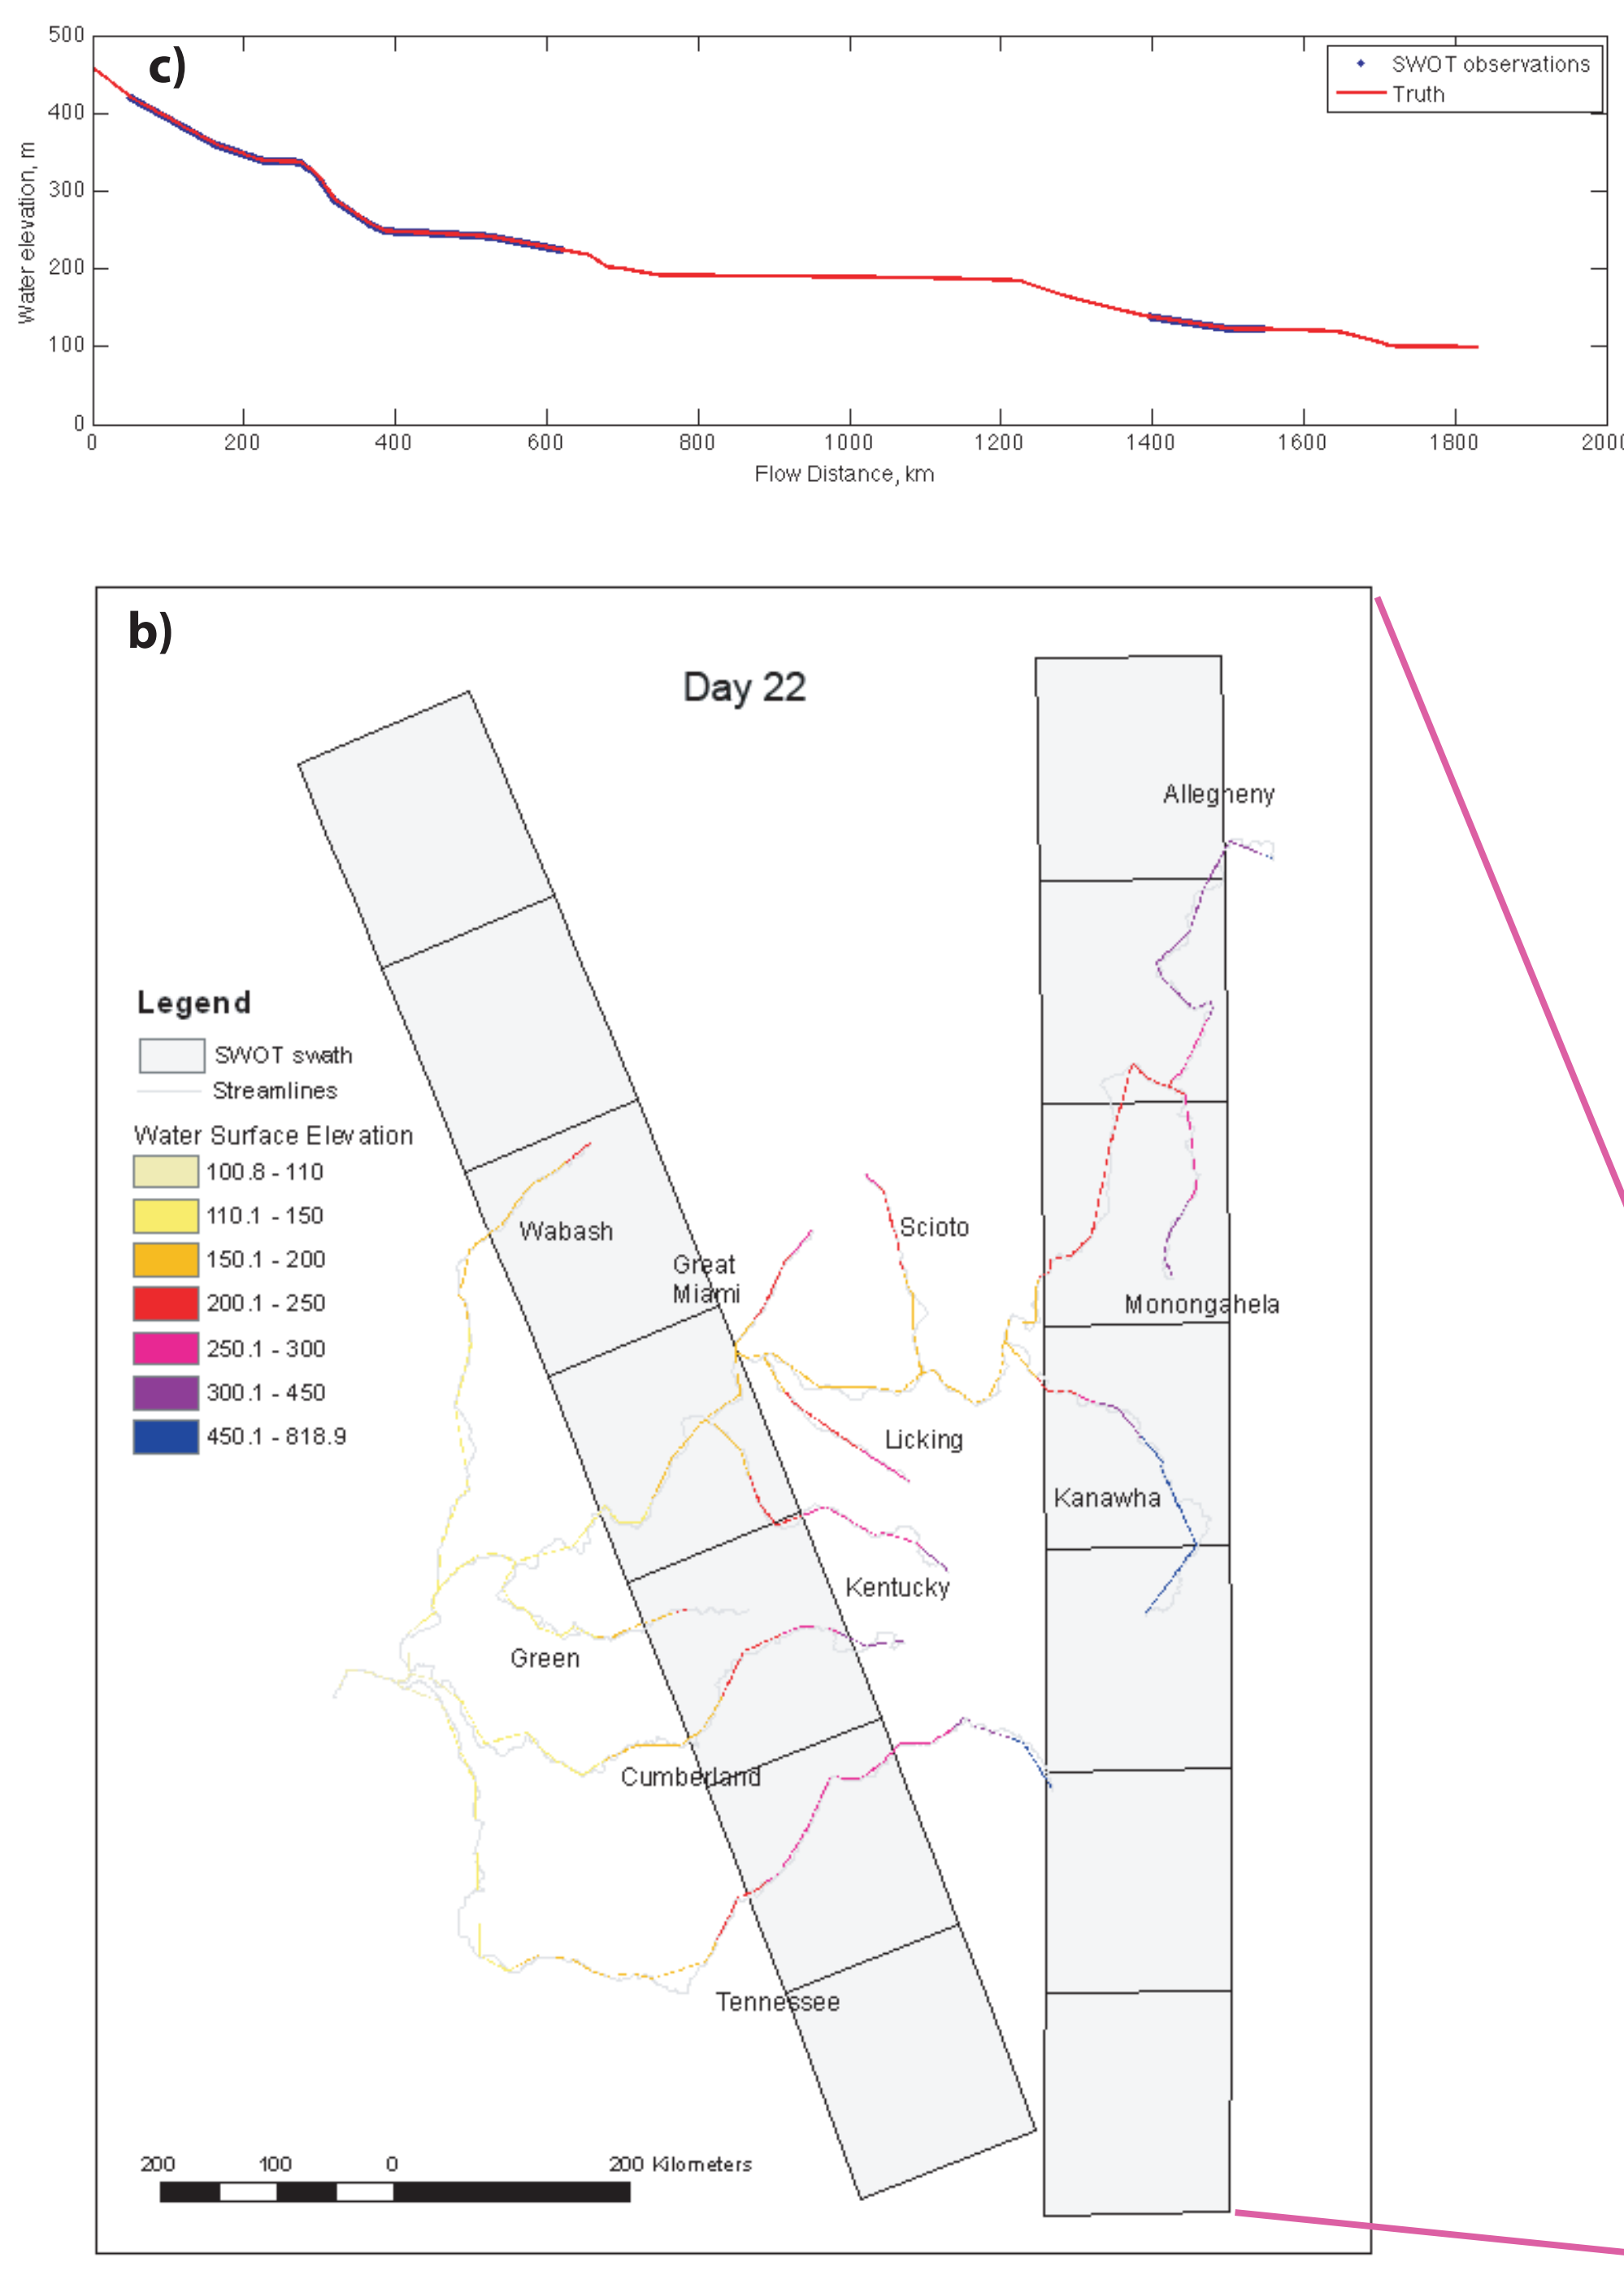 c)
SWOT observations
Truth
500
400
300
200
100
0
Water elevation, m
0 200 400 600 800 1000 1200 1400 1600 1800 2000
Flow Distance, km
b)
Day 22
Allegheny
Legend
SWOT swath
Streamlines
Water Surface Elevation
100.8 - 110
110.1 - 150
150.1 - 200
200.1 - 250
250.1 - 300
300.1 - 450
450.1 - 818.9
Wabash
Great
Miami
Scioto
Monongahela
Licking
Kanawha
Kentucky
Green
Cumberland
Tennessee
200 100 0 200 Kilometers